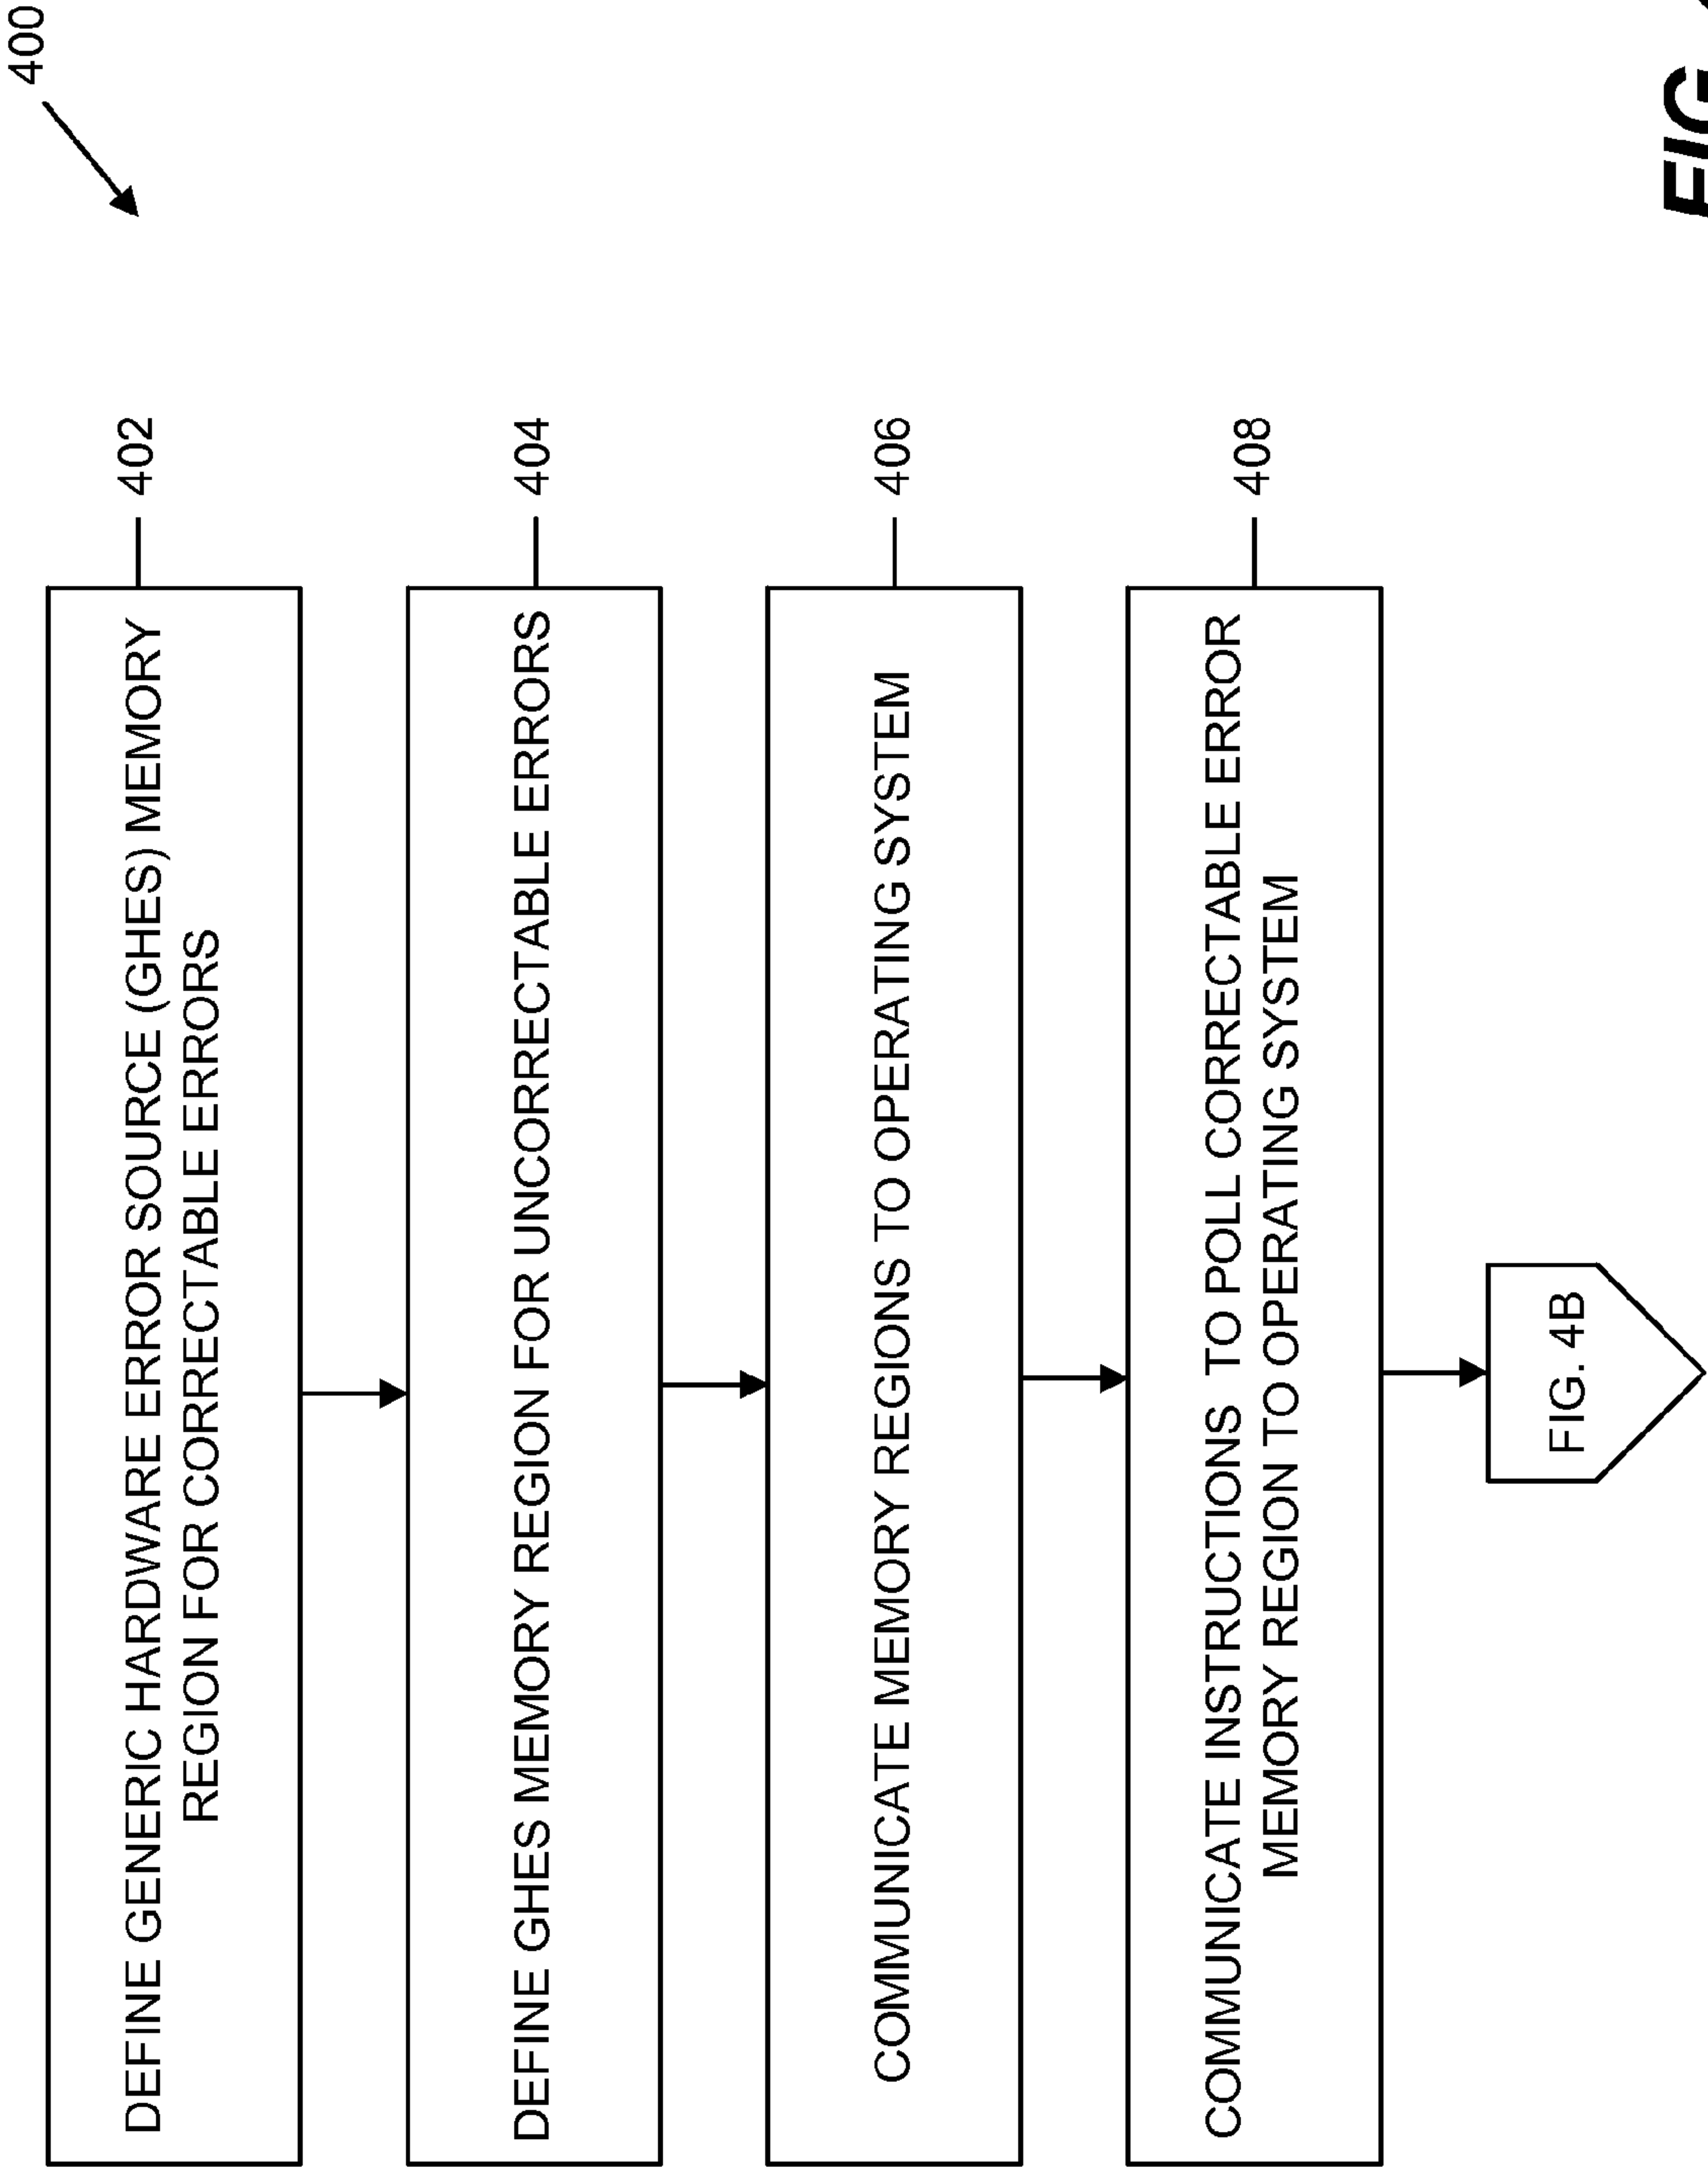 400
DEFINE GENERIC HARDWARE ERROR SOURCE (GHES) MEMORY
REGION FOR CORRECTABLE ERRORS
402
DEFINE GHES MEMORY REGION FOR UNCORRECTABLE ERRORS
404
COMMUNICATE MEMORY REGIONS TO OPERATING SYSTEM
406
COMMUNICATE INSTRUCTIONS TO POLL CORRECTABLE ERROR
MEMORY REGION TO OPERATING SYSTEM
408
FIG. 4B
FIG.